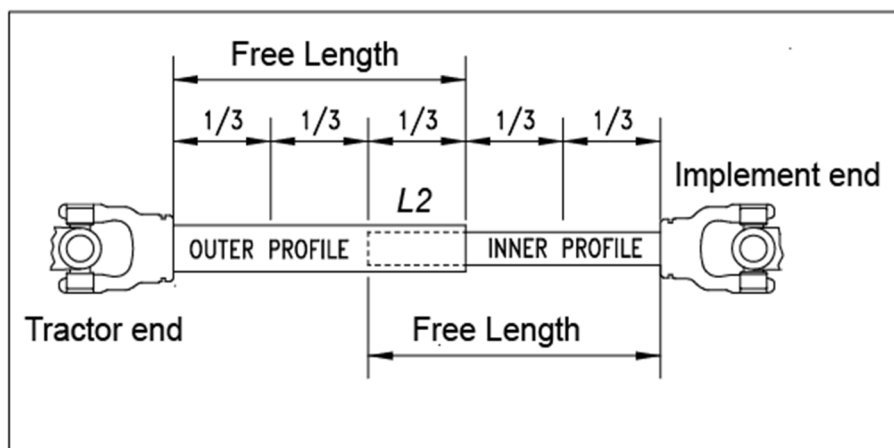 Free Length
1/3 1/3 1/3 1/3 1/3
Implement end
L2
OUTER PROFILE INNER PROFILE
Tractor end
Free Length